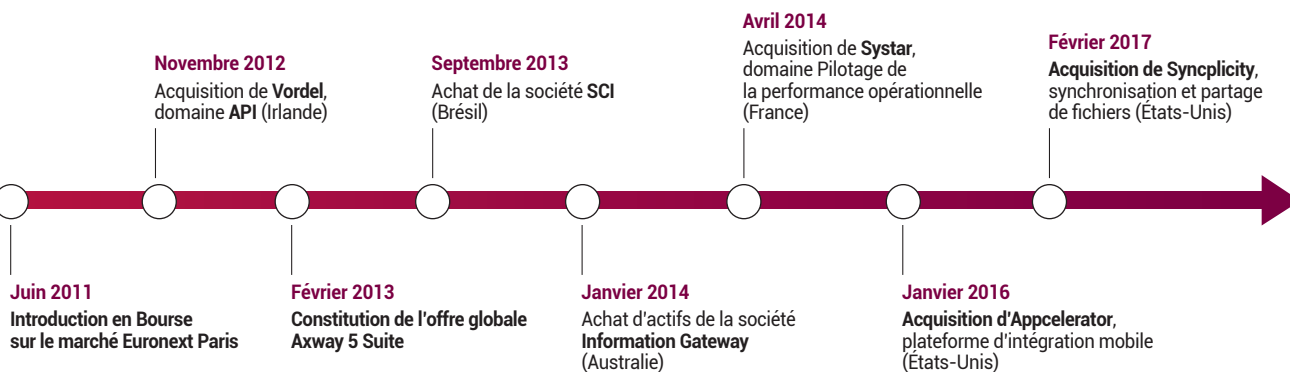 Juin 2011
Introduction en Bourse
sur le marché Euronext Paris
Novembre 2012
Acquisition de Vordel,
domaine API (Irlande)
Février 2013
Constitution de l'offre globale
Axway 5 Suite
Septembre 2013
Achat de la société SCI
(Brésil)
Janvier 2014
Achat d'actifs de la société
Information Gateway
(Australie)
Avril 2014
Acquisition de Systar,
domaine Pilotage de
la performance opérationnelle
(France)
Janvier 2016
Acquisition d'Appcelerator,
plateforme d'intégration mobile
(États-Unis)
Février 2017
Acquisition de Syncplicity,
synchronisation et partage
de fichiers (États-Unis)